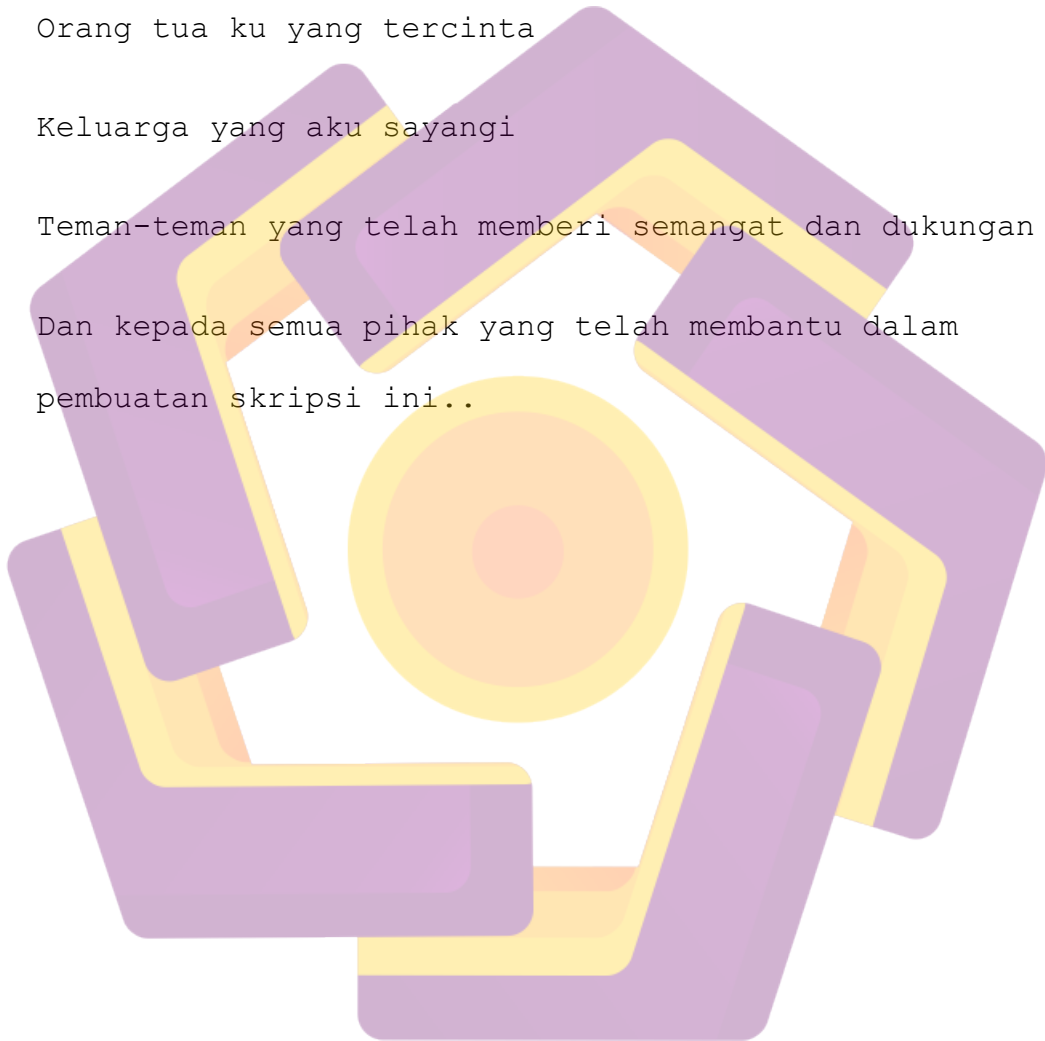 Orang tua ku yang tercinta
Keluarga yang aku sayangi
Teman-teman yang telah memberi semangat dan dukungan
Dan kepada semua pihak yang telah membantu dalam
pembuatan skripsi ini..